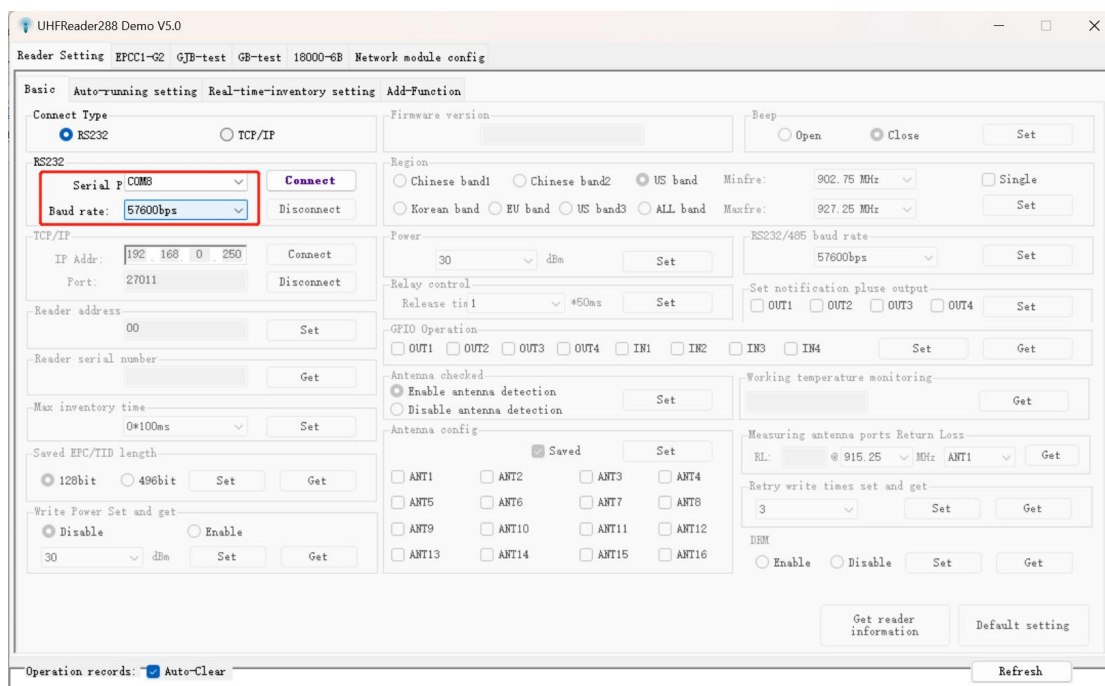 UHFReader288 Demo V5.0
Reader Setting EPCC1-G2 GJB-test GB-test 18000-6B Network module config
Basic Auto-running setting Real-time-inventory setting Add-Function
Connect Type
RS232 TCP/IP
RS232
Serial P COM8 Connect
Baud rate: 57600bps Disconnect
TCP/IP
IP Addr: 192 . 168 . 0 . 250 Connect
Port: 27011 Disconnect
Reader address
00 Set
Reader serial number
Get
Max inventory time
0*100ms Set
Saved EPC/TID length
128bit 496bit Set Get
Write Power Set and get
Disable Enable
30 dBm Set Get
Firmware version
Region
Chinese band1 Chinese band2 US band Minfre: 902.75 MHz Single
Korean band EU band US band3 ALL band Maxfre: 927.25 MHz Set
Power
30 dBm Set
Relay control
Release tim 1 *50ms Set
GPIO Operation
OUT1 OUT2 OUT3 OUT4 IN1 IN2 IN3 IN4 Set Get
Antenna checked
Enable antenna detection
Disable antenna detection
Set
Antenna config
Saved Set
ANT1 ANT2 ANT3 ANT4
ANT5 ANT6 ANT7 ANT8
ANT9 ANT10 ANT11 ANT12
ANT13 ANT14 ANT15 ANT16
Beep
Open Close Set
RS232/485 baud rate
57600bps Set
Set notification pluse output
OUT1 OUT2 OUT3 OUT4 Set
Working temperature monitoring
Get
Measuring antenna ports Return Loss
RL: @ 915.25 MHz ANT1 Get
Retry write times set and get
3 Set Get
DRM
Enable Disable Set Get
Get reader
information
Default setting
Operation records: Auto-Clear Refresh